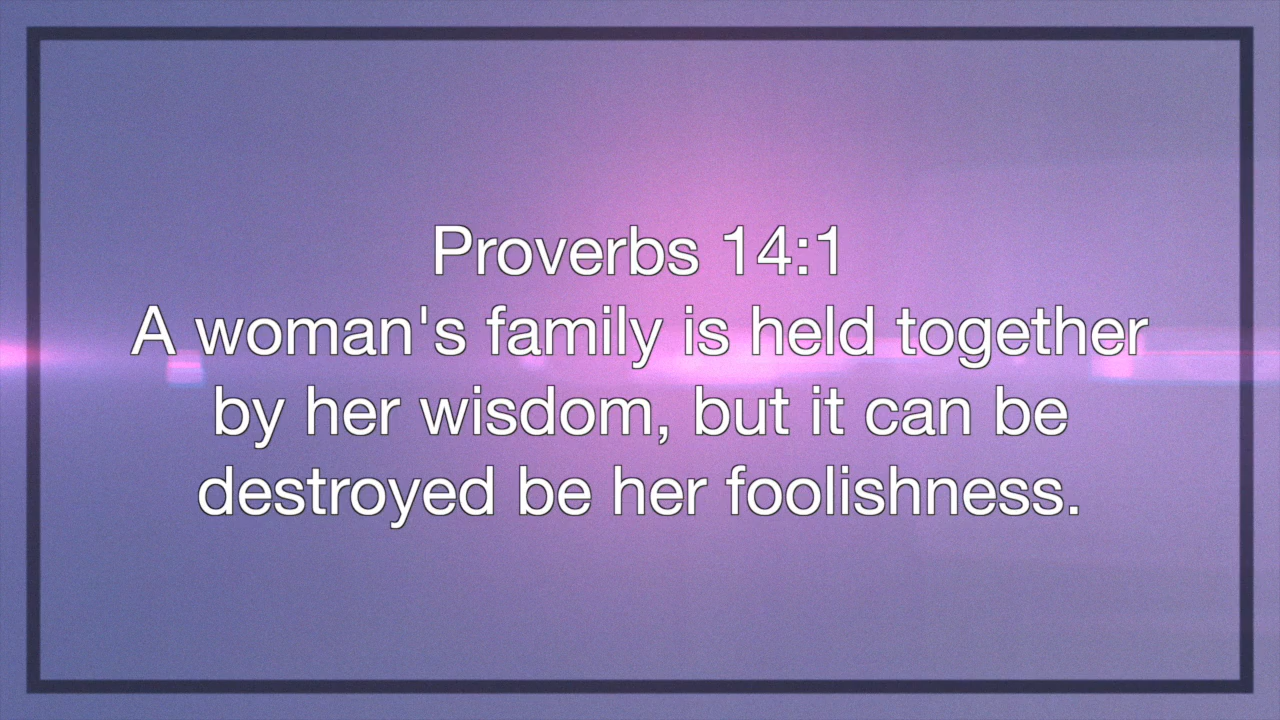 Proverbs 14:1
A woman's family is held together
by her wisdom, but it can be
destroyed be her foolishness.